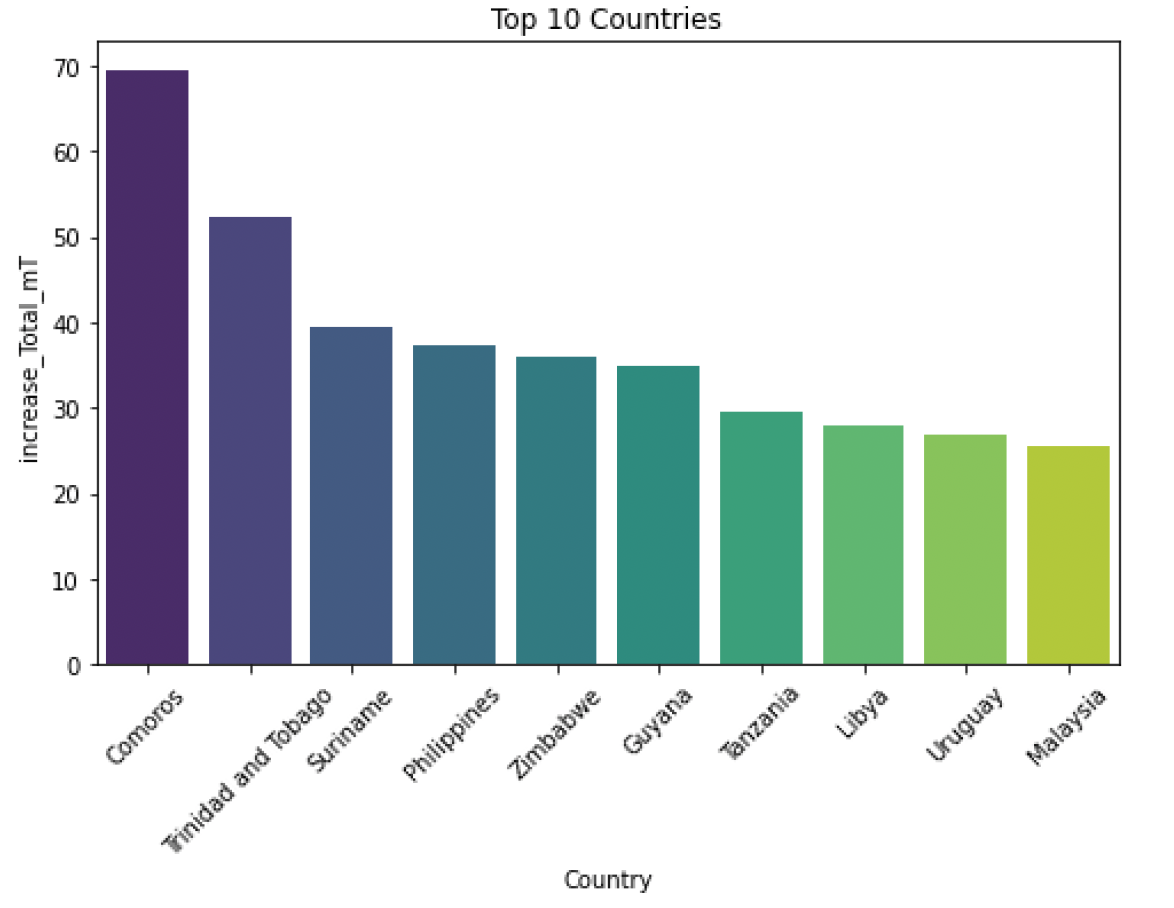 Top 10 Countries
increase_Total_mT
70
60
50
40
30
20
10
0
Comoros
Trinidad and Tobago
Suriname
Philippines
Zimbabwe
Guyana
Tanzania
Libya
Uruguay
Malaysia
Country